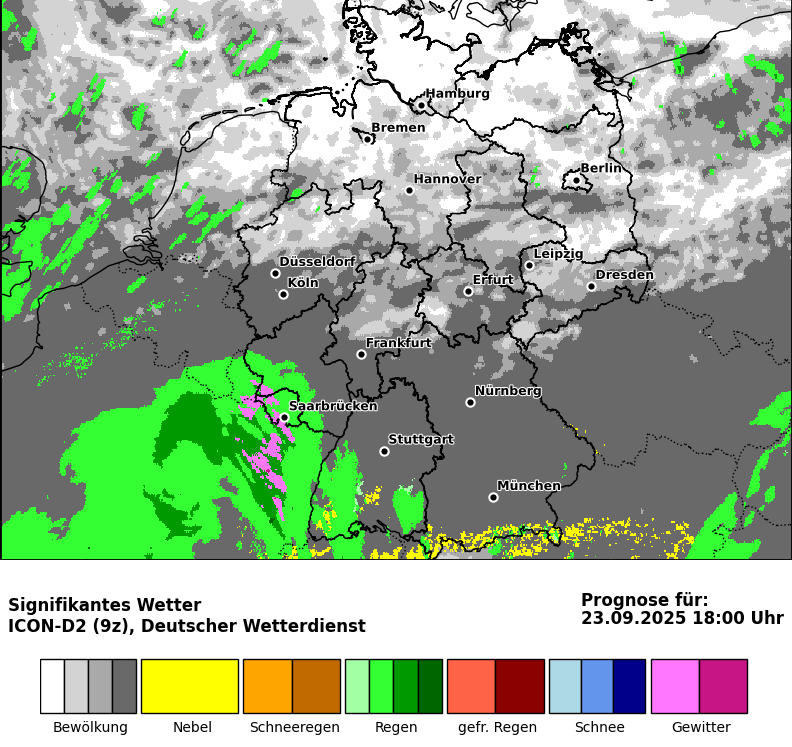 Hamburg
Bremen
Berlin
Hannover
Leipzig
Düsseldorf
Dresden
Köln
Erfurt
Frankfurt
Nürnberg
Saarbrücken
Stuttgart
München
Signifikantes Wetter
ICON-D2 (9z), Deutscher Wetterdienst
Prognose für:
23.09.2025 18:00 Uhr
Bewölkung
Nebel
Schneeregen
Regen
gefr. Regen
Schnee
Gewitter